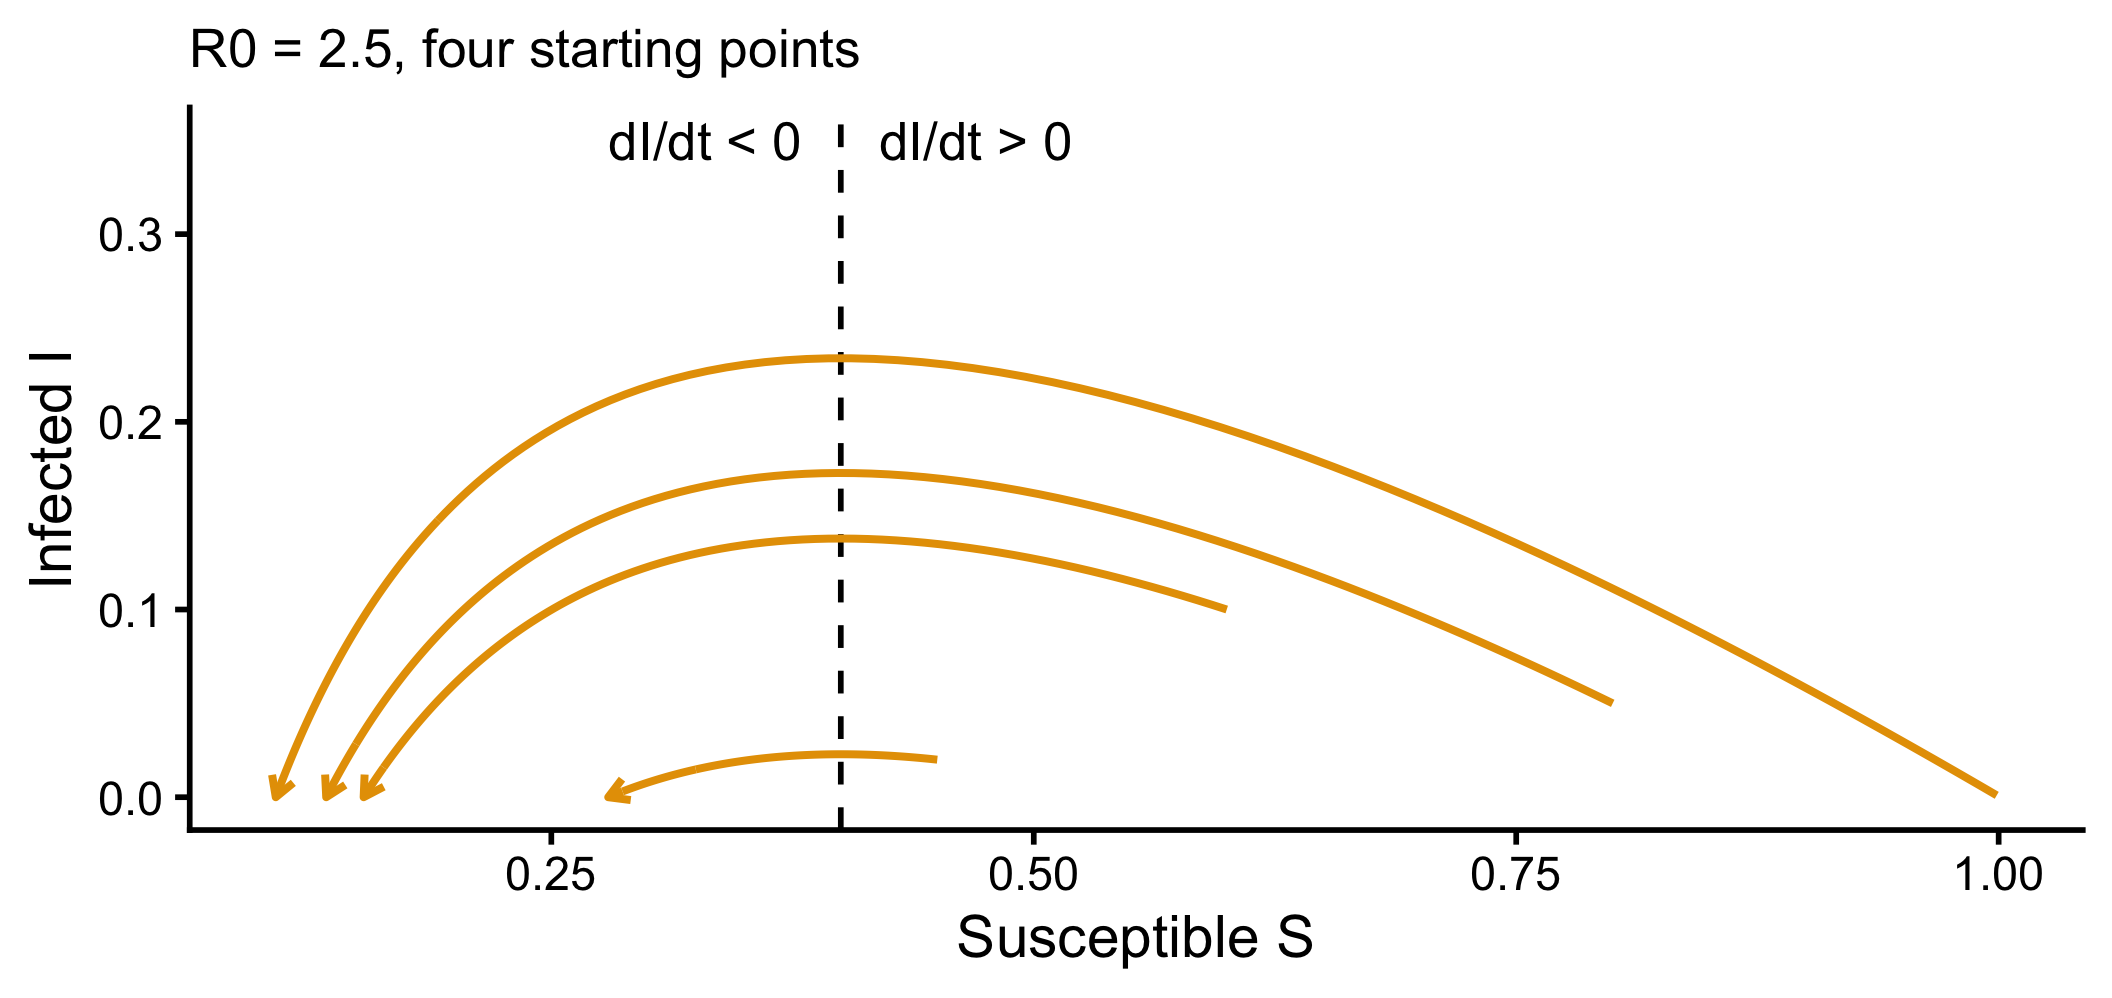 R0 = 2.5, four starting points
dI/dt < 0
dI/dt > 0
Infected I
0.3
0.2
0.1
0.0
0.25
0.50
0.75
1.00
Susceptible S